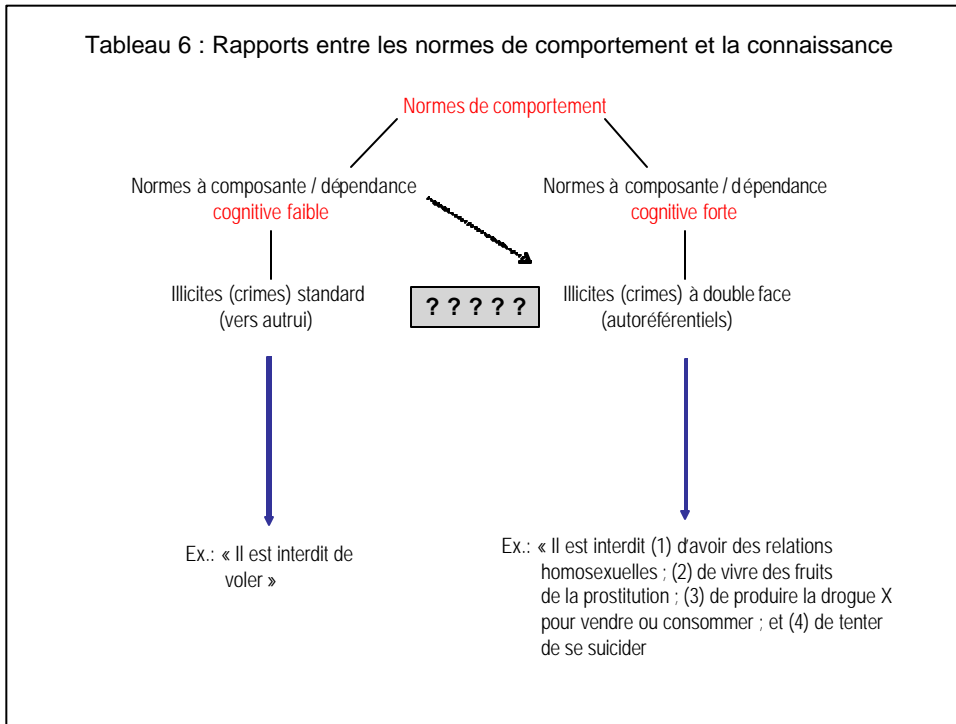 Tableau 6 : Rapports entre les normes de comportement et la connaissance
Normes de comportement
Normes à composante / dépendance
cognitive faible
Normes à composante / dépendance
cognitive forte
Illicites (crimes) standard
(vers autrui)
? ? ? ? ?
Illicites (crimes) à double face
(autoréférentiels)
Ex.: « Il est interdit de
voler »
Ex.: « Il est interdit (1) d'avoir des relations
homosexuelles ; (2) de vivre des fruits
de la prostitution ; (3) de produire la drogue X
pour vendre ou consommer ; et (4) de tenter
de se suicider